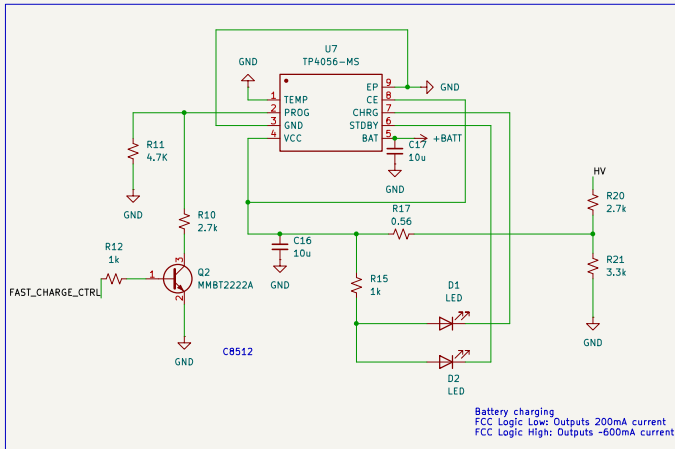 U7
TP4056-MS
GND
1 TEMP
2 PROG
3 GND
4 VCC
EP 9
CE 8
CHRG 7
STDBY 6
BAT 5
GND
+BATT
C17
10u
GND
R11
4.7K
GND
R10
2.7k
R12
1k
FAST_CHARGE_CTRL
1
3
2
Q2
MMBT2222A
GND
C8512
C16
10u
GND
R17
0.56
R15
1k
HV
R20
2.7k
R21
3.3k
GND
D1
LED
D2
LED
Battery charging
FCC Logic Low: Outputs 200mA current
FCC Logic High: Outputs ~600mA current